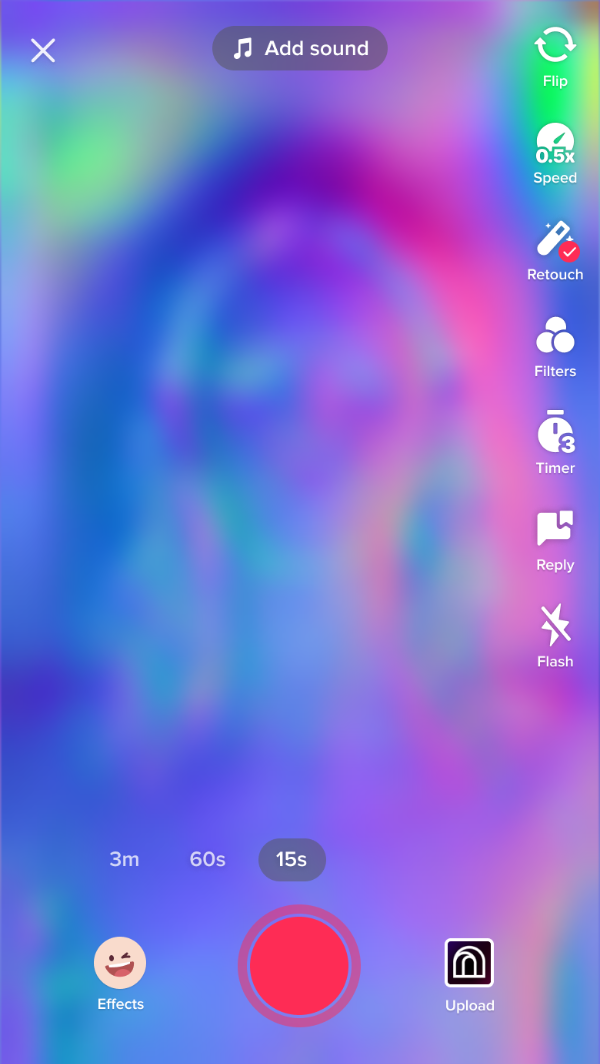 Add sound
Flip
0.5x
Speed
Retouch
Filters
3
Timer
Reply
Flash
3m 60s 15s
Effects
Upload